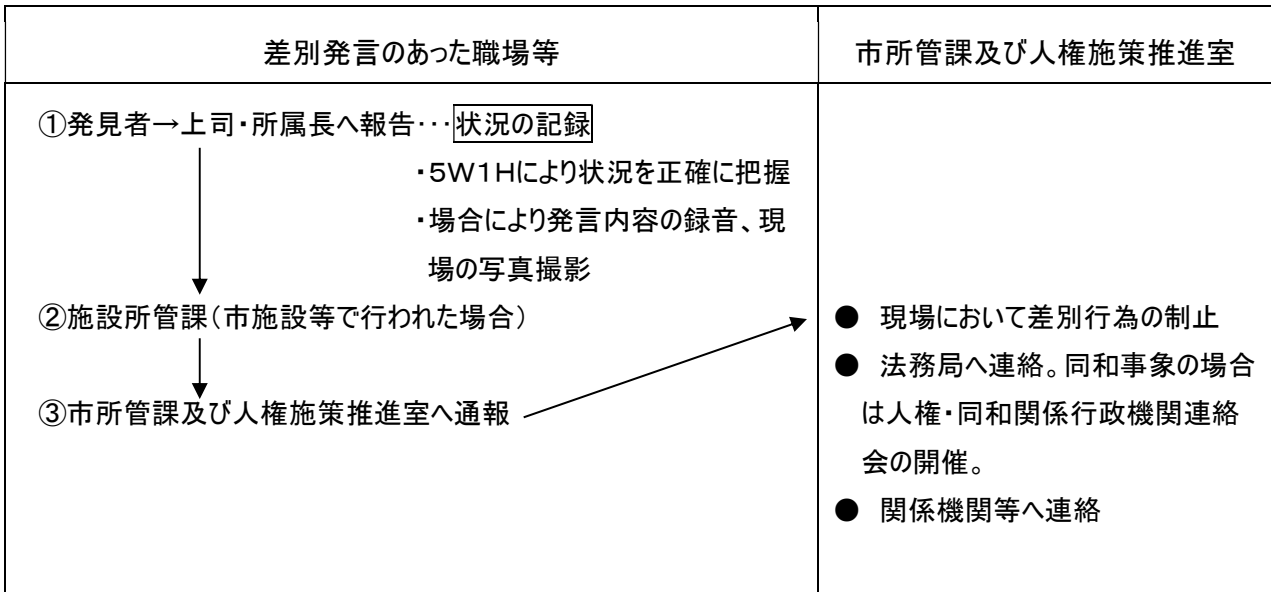 差別発言のあった職場等
市所管課及び人権施策推進室
①発見者→上司・所属長へ報告･･･状況の記録
・５Ｗ１Ｈにより状況を正確に把握
・場合により発言内容の録音、現
場の写真撮影
②施設所管課（市施設等で行われた場合）
③市所管課及び人権施策推進室へ通報
● 現場において差別行為の制止
● 法務局へ連絡。同和事象の場合
は人権・同和関係行政機関連絡
会の開催。
● 関係機関等へ連絡